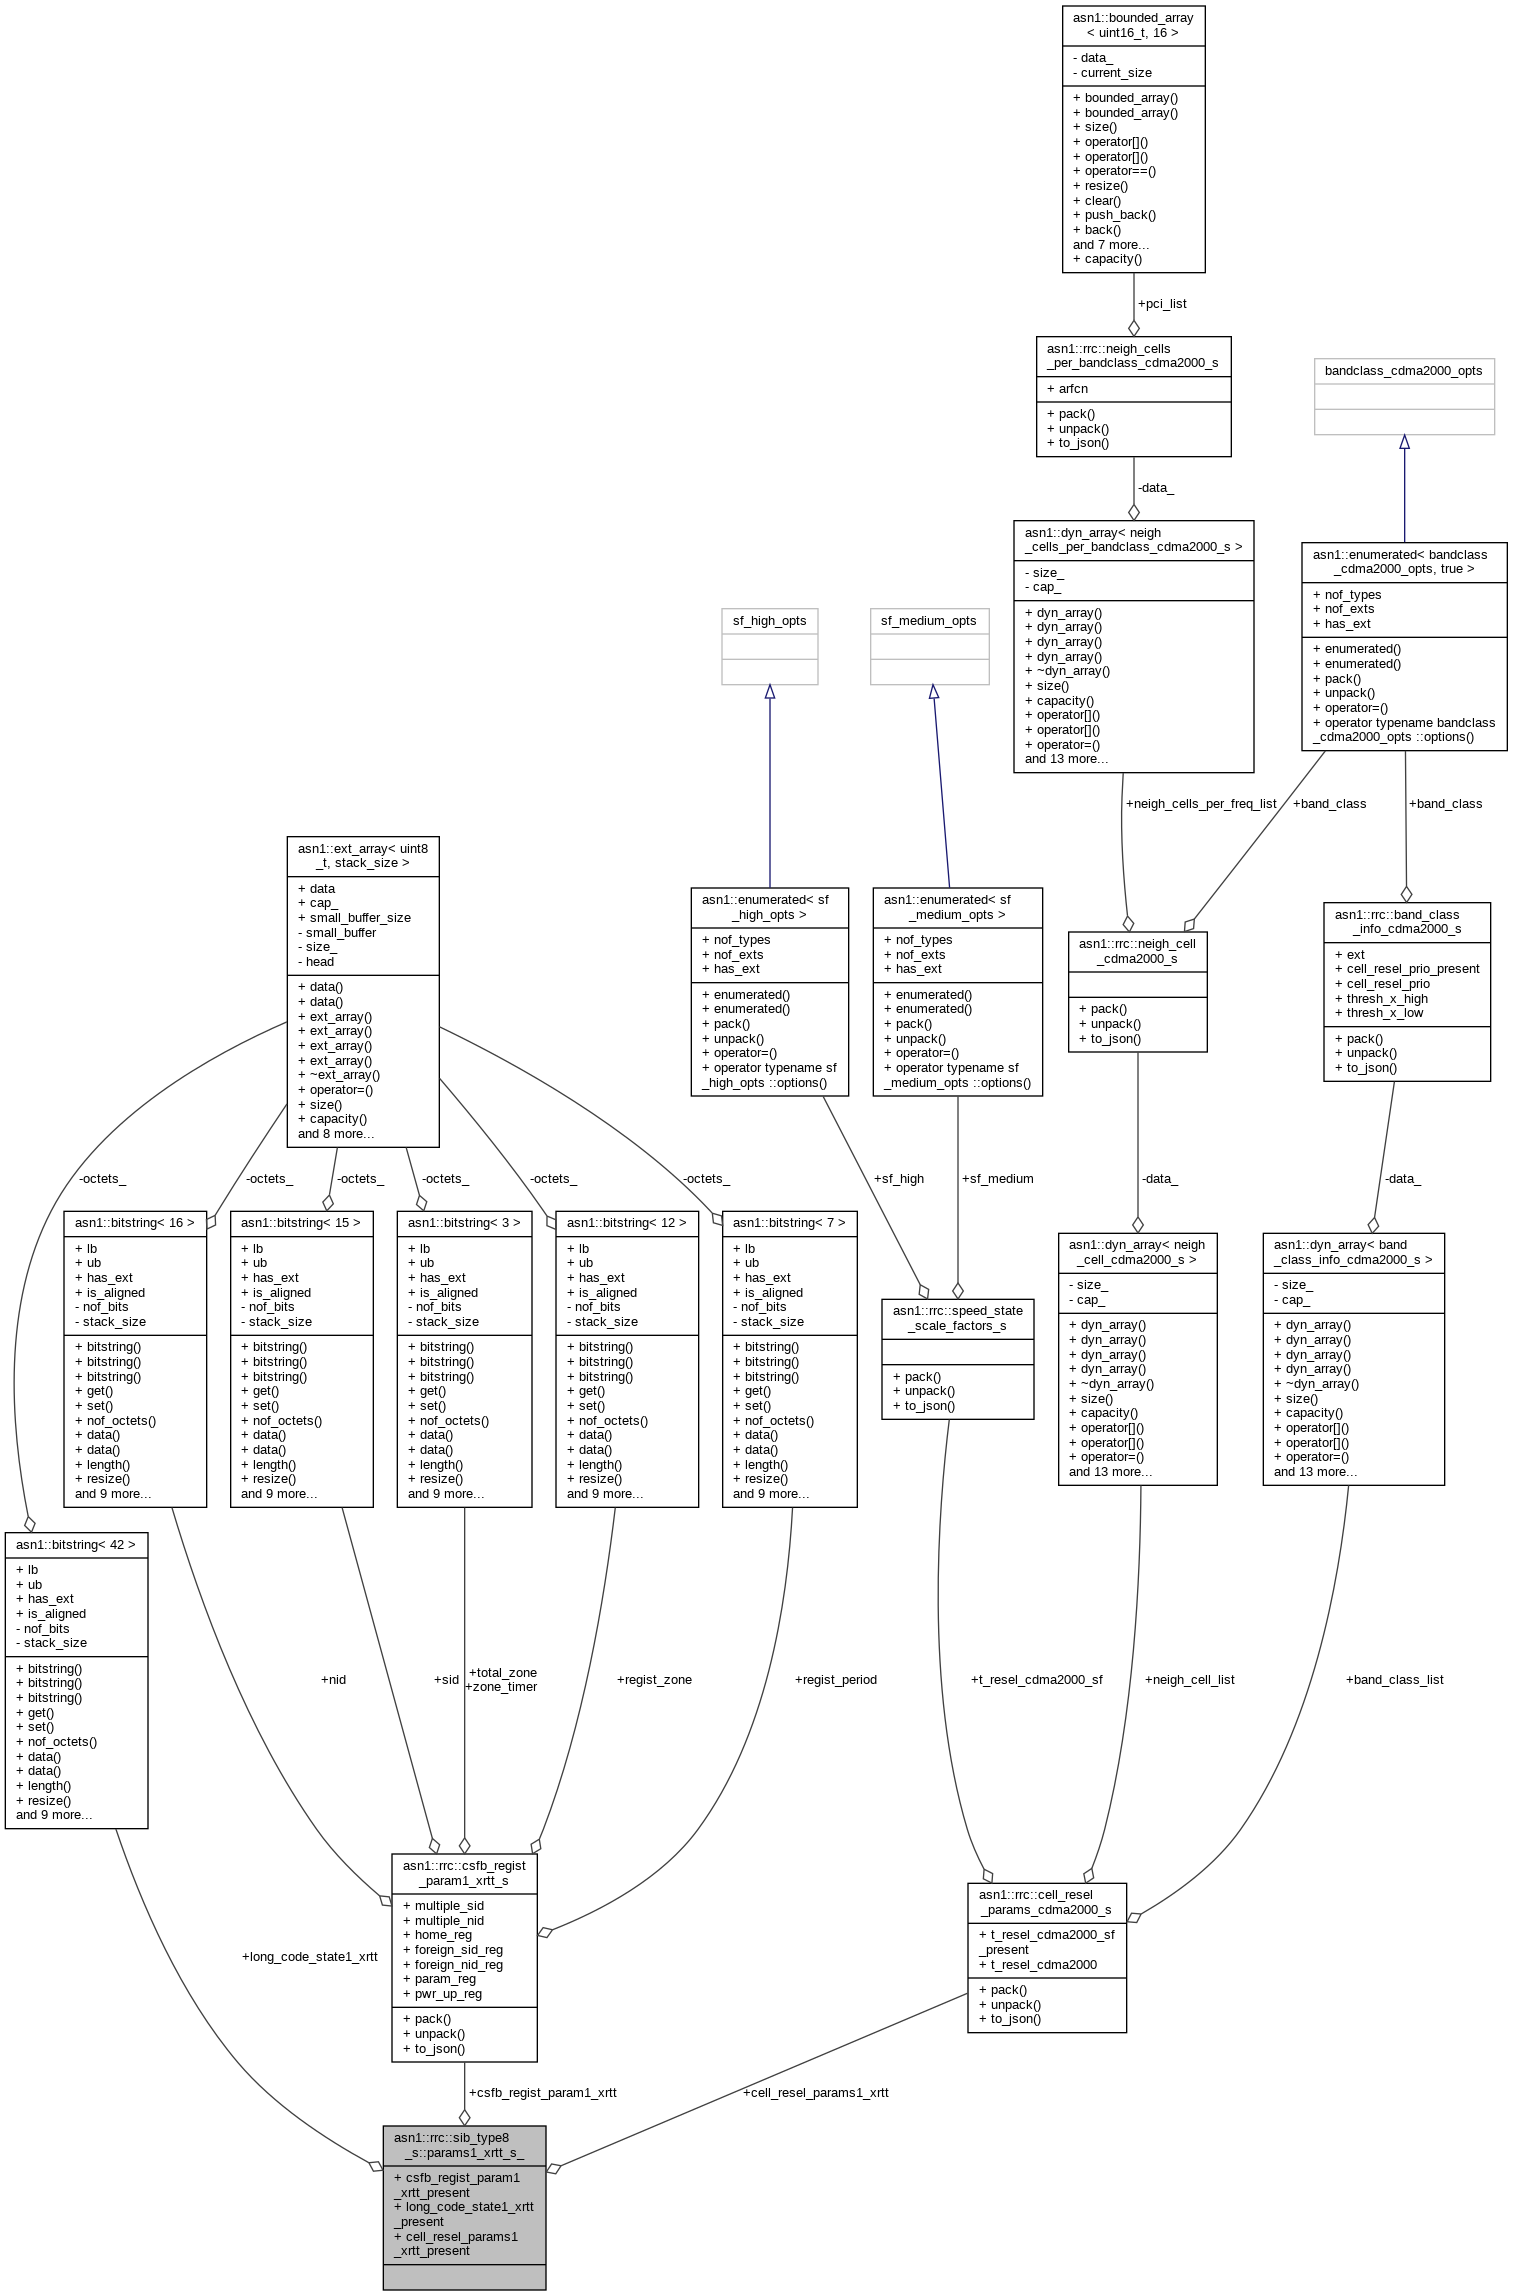 asn1::bounded_array
< uint16_t, 16 >
- data_
- current_size
+ bounded_array()
+ bounded_array()
+ size()
+ operator[]()
+ operator[]()
+ operator==()
+ resize()
+ clear()
+ push_back()
+ back()
and 7 more...
+ capacity()
+pci_list
asn1::rrc::neigh_cells
_per_bandclass_cdma2000_s
+ arfcn
+ pack()
+ unpack()
+ to_json()
bandclass_cdma2000_opts
-data_
asn1::dyn_array< neigh
_cells_per_bandclass_cdma2000_s >
- size_
- cap_
+ dyn_array()
+ dyn_array()
+ dyn_array()
+ dyn_array()
+ ~dyn_array()
+ size()
+ capacity()
+ operator[]()
+ operator[]()
+ operator=()
and 13 more...
asn1::enumerated< bandclass
_cdma2000_opts, true >
+ nof_types
+ nof_exts
+ has_ext
+ enumerated()
+ enumerated()
+ pack()
+ unpack()
+ operator=()
+ operator typename bandclass
_cdma2000_opts ::options()
sf_high_opts
sf_medium_opts
+neigh_cells_per_freq_list
+band_class
+band_class
asn1::ext_array< uint8
_t, stack_size >
+ data
+ cap_
+ small_buffer_size
- small_buffer
- size_
- head
+ data()
+ data()
+ ext_array()
+ ext_array()
+ ext_array()
+ ext_array()
+ ~ext_array()
+ operator=()
+ size()
+ capacity()
and 8 more...
asn1::enumerated< sf
_high_opts >
+ nof_types
+ nof_exts
+ has_ext
+ enumerated()
+ enumerated()
+ pack()
+ unpack()
+ operator=()
+ operator typename sf
_high_opts ::options()
asn1::enumerated< sf
_medium_opts >
+ nof_types
+ nof_exts
+ has_ext
+ enumerated()
+ enumerated()
+ pack()
+ unpack()
+ operator=()
+ operator typename sf
_medium_opts ::options()
asn1::rrc::neigh_cell
_cdma2000_s
+ pack()
+ unpack()
+ to_json()
asn1::rrc::band_class
_info_cdma2000_s
+ ext
+ cell_resel_prio_present
+ cell_resel_prio
+ thresh_x_high
+ thresh_x_low
+ pack()
+ unpack()
+ to_json()
-octets_
-octets_
-octets_
-octets_
-octets_
-octets_
+sf_high
+sf_medium
-data_
-data_
asn1::bitstring< 16 >
+ lb
+ ub
+ has_ext
+ is_aligned
- nof_bits
- stack_size
+ bitstring()
+ bitstring()
+ bitstring()
+ get()
+ set()
+ nof_octets()
+ data()
+ data()
+ length()
+ resize()
and 9 more...
asn1::bitstring< 15 >
+ lb
+ ub
+ has_ext
+ is_aligned
- nof_bits
- stack_size
+ bitstring()
+ bitstring()
+ bitstring()
+ get()
+ set()
+ nof_octets()
+ data()
+ data()
+ length()
+ resize()
and 9 more...
asn1::bitstring< 3 >
+ lb
+ ub
+ has_ext
+ is_aligned
- nof_bits
- stack_size
+ bitstring()
+ bitstring()
+ bitstring()
+ get()
+ set()
+ nof_octets()
+ data()
+ data()
+ length()
+ resize()
and 9 more...
asn1::bitstring< 12 >
+ lb
+ ub
+ has_ext
+ is_aligned
- nof_bits
- stack_size
+ bitstring()
+ bitstring()
+ bitstring()
+ get()
+ set()
+ nof_octets()
+ data()
+ data()
+ length()
+ resize()
and 9 more...
asn1::bitstring< 7 >
+ lb
+ ub
+ has_ext
+ is_aligned
- nof_bits
- stack_size
+ bitstring()
+ bitstring()
+ bitstring()
+ get()
+ set()
+ nof_octets()
+ data()
+ data()
+ length()
+ resize()
and 9 more...
asn1::rrc::speed_state
_scale_factors_s
+ pack()
+ unpack()
+ to_json()
asn1::dyn_array< neigh
_cell_cdma2000_s >
- size_
- cap_
+ dyn_array()
+ dyn_array()
+ dyn_array()
+ dyn_array()
+ ~dyn_array()
+ size()
+ capacity()
+ operator[]()
+ operator[]()
+ operator=()
and 13 more...
asn1::dyn_array< band
_class_info_cdma2000_s >
- size_
- cap_
+ dyn_array()
+ dyn_array()
+ dyn_array()
+ dyn_array()
+ ~dyn_array()
+ size()
+ capacity()
+ operator[]()
+ operator[]()
+ operator=()
and 13 more...
asn1::bitstring< 42 >
+ lb
+ ub
+ has_ext
+ is_aligned
- nof_bits
- stack_size
+ bitstring()
+ bitstring()
+ bitstring()
+ get()
+ set()
+ nof_octets()
+ data()
+ data()
+ length()
+ resize()
and 9 more...
+nid
+sid
+total_zone
+zone_timer
+regist_zone
+regist_period
+t_resel_cdma2000_sf
+neigh_cell_list
+band_class_list
asn1::rrc::csfb_regist
_param1_xrtt_s
+ multiple_sid
+ multiple_nid
+ home_reg
+ foreign_sid_reg
+ foreign_nid_reg
+ param_reg
+ pwr_up_reg
+ pack()
+ unpack()
+ to_json()
asn1::rrc::cell_resel
_params_cdma2000_s
+ t_resel_cdma2000_sf
_present
+ t_resel_cdma2000
+ pack()
+ unpack()
+ to_json()
+long_code_state1_xrtt
+csfb_regist_param1_xrtt
+cell_resel_params1_xrtt
asn1::rrc::sib_type8
_s::params1_xrtt_s_
+ csfb_regist_param1
_xrtt_present
+ long_code_state1_xrtt
_present
+ cell_resel_params1
_xrtt_present